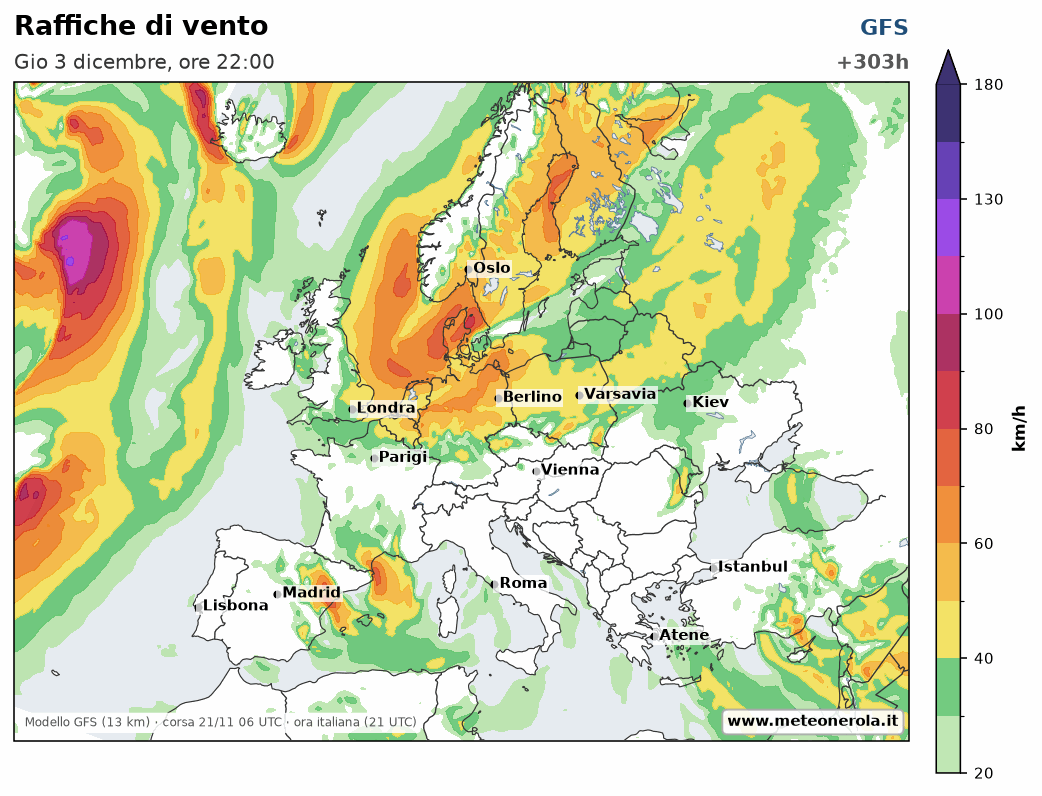 Raffiche di vento
GFS
Gio 3 dicembre, ore 22:00
+303h
180
130
100
80
60
40
20
km/h
Oslo
Londra
Berlino
Varsavia
Kiev
Parigi
Vienna
Istanbul
Madrid
Roma
Lisbona
Atene
Modello GFS (13 km) · corsa 21/11 06 UTC · ora italiana (21 UTC)
www.meteonerola.it